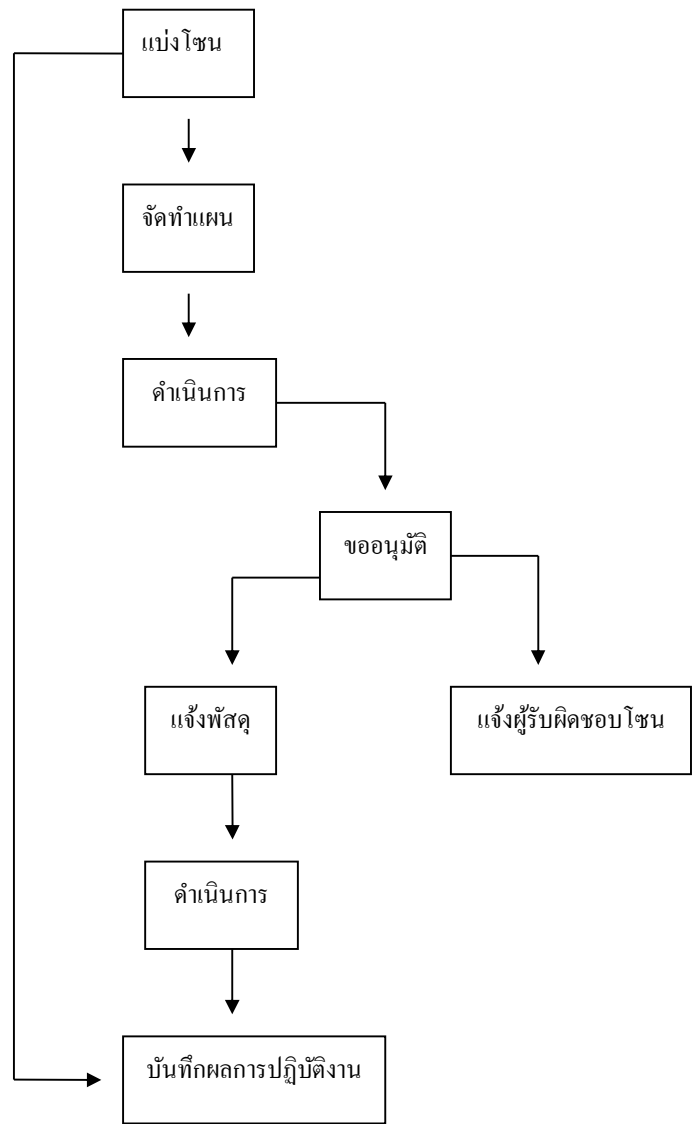 แบ่งโซน
จัดทำแผน
ดำเนินการ
ขออนุมัติ
แจ้งพัสดุ
แจ้งผู้รับผิดชอบโซน
ดำเนินการ
บันทึกผลการปฏิบัติงาน